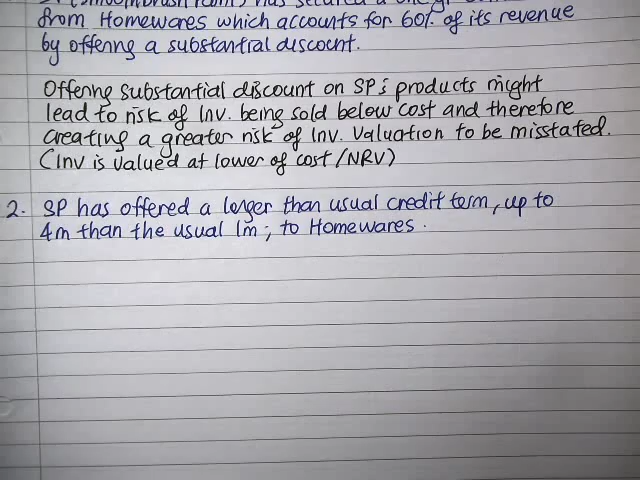 from Homewares which accounts for 60% of its revenue
by offering a substantial discount.
Offering substantial discount on SP's products might
lead to risk of Inv. being sold below cost and therefore
creating a greater risk of Inv. Valuation to be misstated.
(Inv is valued at lower of cost/NRV)
2. SP has offered a larger than usual credit term, up to
4m than the usual 1m, to Homewares.